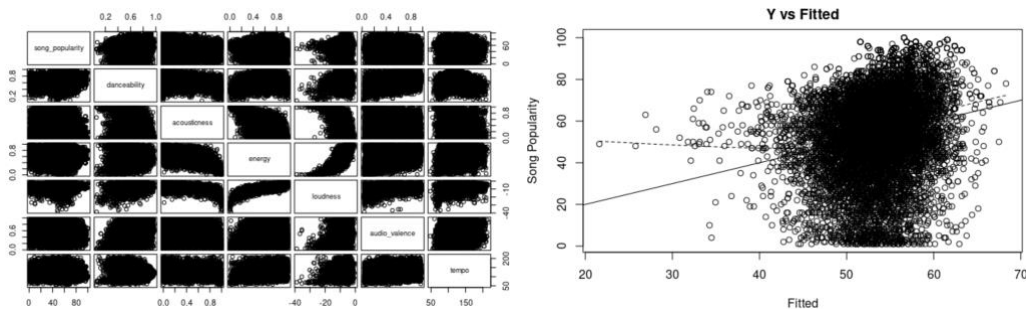 0.2 0.6 1.0 0.0 0.4 0.8 0.0 0.4 0.8
song_popularity
0 60
danceability
0.2 0.8
acousticness
0.0 0.8
energy
0.0 0.8
loudness
-40 -10
audio_valence
0.0 0.6
tempo
50 200
0 40 100 0.0 0.4 0.8 -40 -20 0 50 150
Y vs Fitted
Song Popularity
100
80
60
40
20
0
20 30 40 50 60 70
Fitted